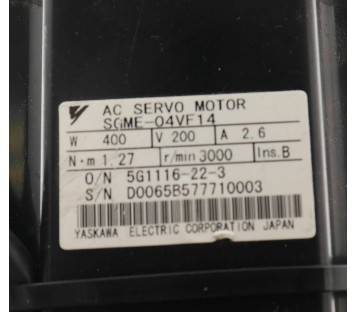 AC SERVO MOTOR
SGME-04VF14
W 400 V 200 A 2.6
N·m 1.27 r/min 3000 Ins.B
O/N 5G1116-22-3
S/N D0065B577710003
YASKAWA ELECTRIC CORPORATION JAPAN